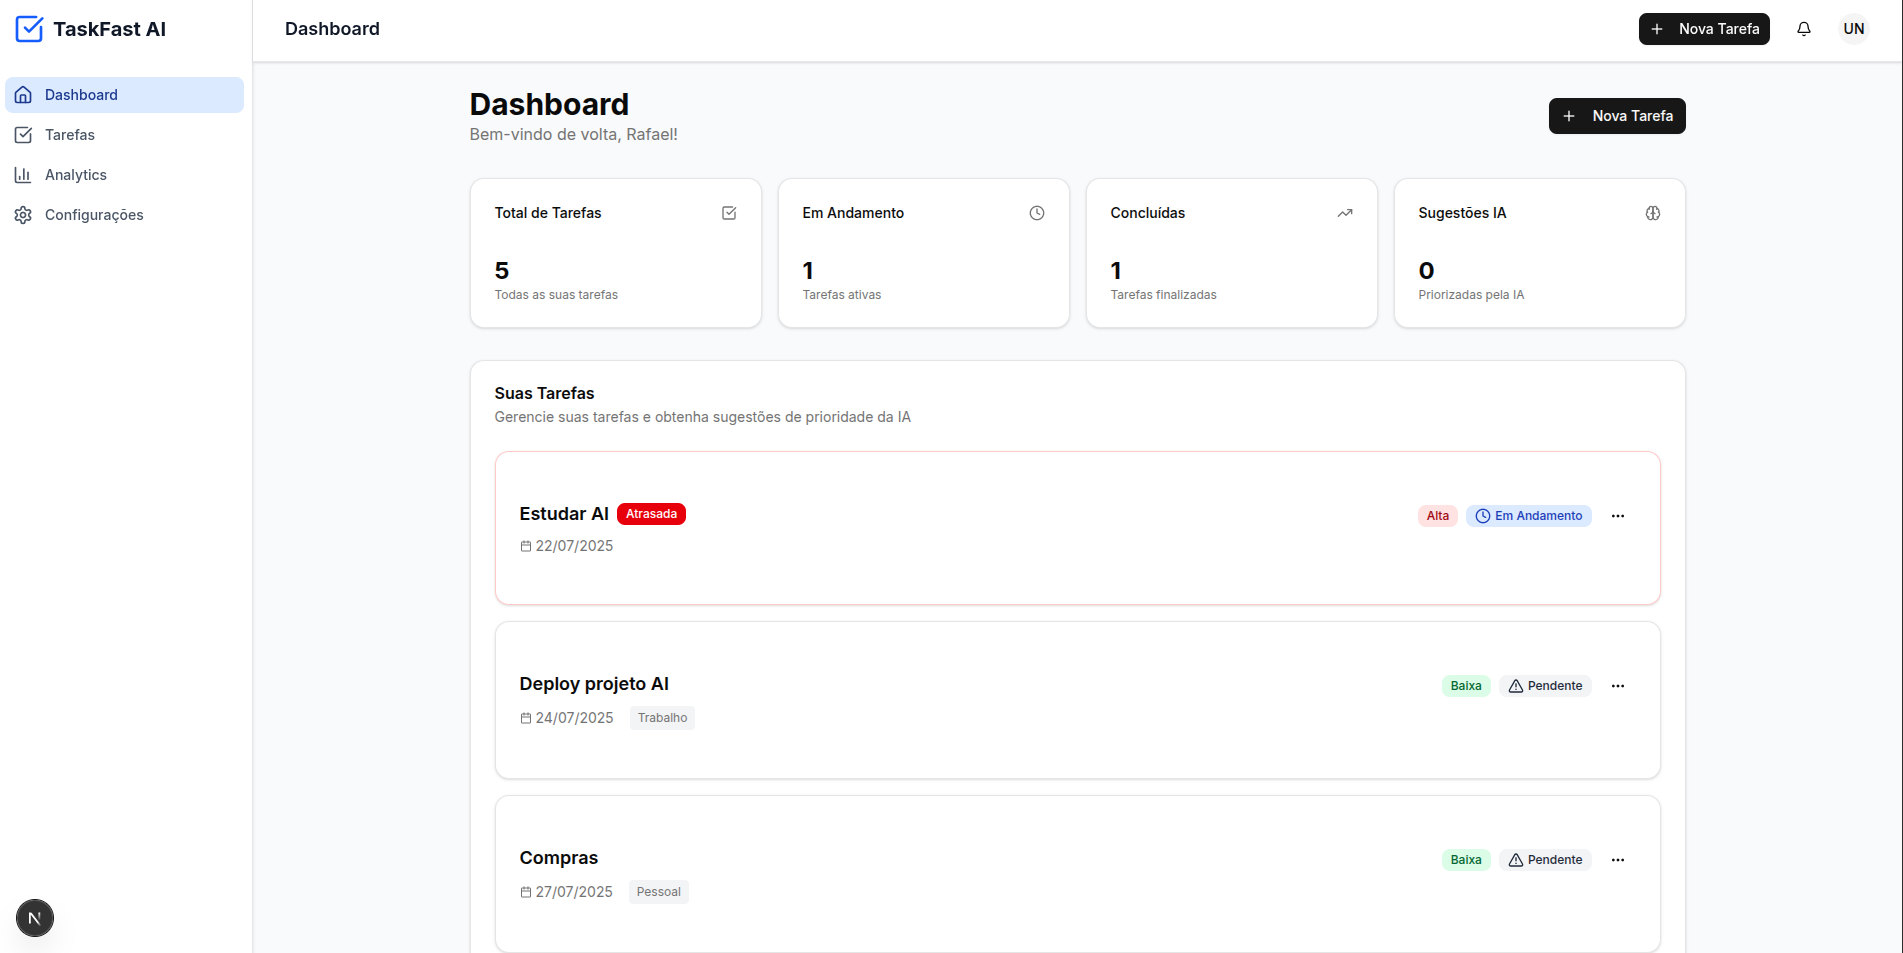 TaskFast AI
Dashboard
Nova Tarefa
UN
Dashboard
Tarefas
Analytics
Configurações
Dashboard
Bem-vindo de volta, Rafael!
Nova Tarefa
Total de Tarefas
5
Todas as suas tarefas
Em Andamento
1
Tarefas ativas
Concluídas
1
Tarefas finalizadas
Sugestões IA
0
Priorizadas pela IA
Suas Tarefas
Gerencie suas tarefas e obtenha sugestões de prioridade da IA
Estudar AI Atrasada
Alta Em Andamento
22/07/2025
Deploy projeto AI
Baixa Pendente
24/07/2025 Trabalho
Compras
Baixa Pendente
27/07/2025 Pessoal
N